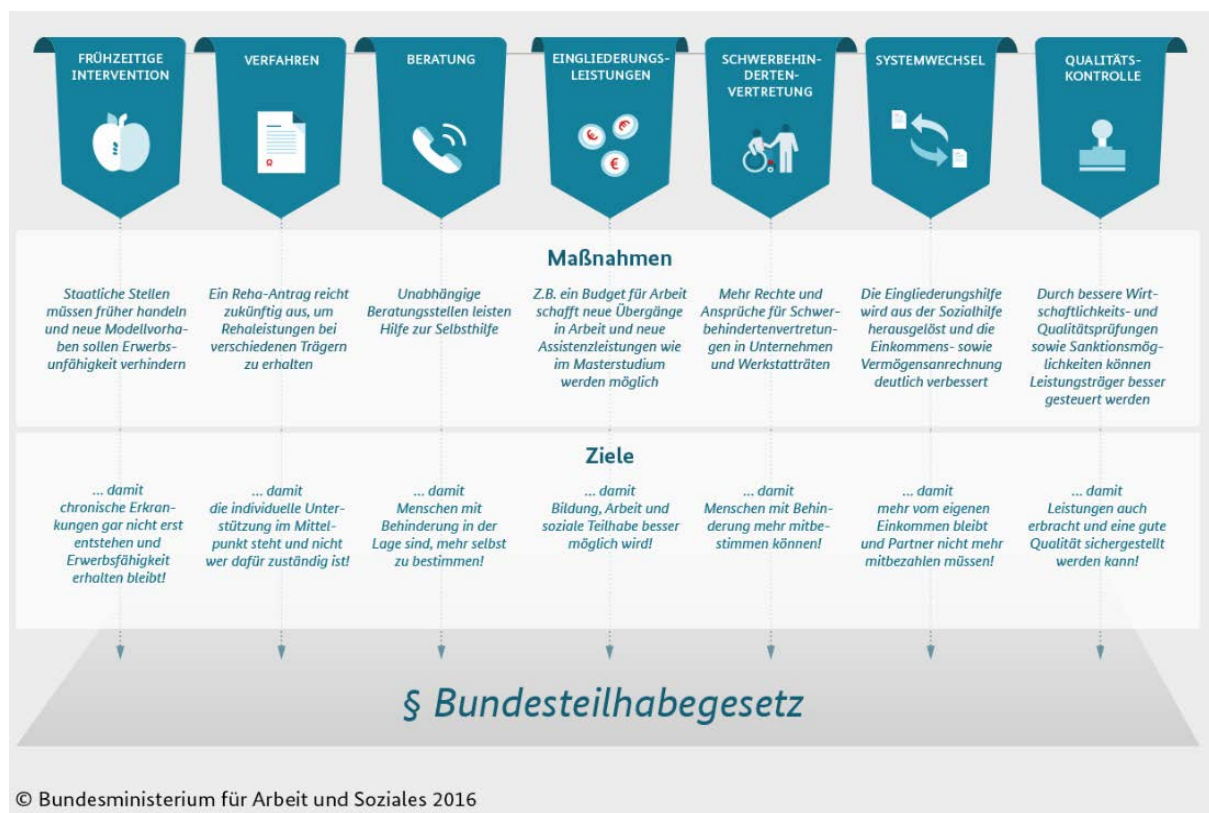 FRÜHZEITIGE
INTERVENTION
VERFAHREN
BERATUNG
EINGLIEDERUNGS-
LEISTUNGEN
SCHWERBEHIN-
DERTEN-
VERTRETUNG
SYSTEMWECHSEL
QUALITÄTS-
KONTROLLE
Maßnahmen
Staatliche Stellen
müssen früher handeln
und neue Modellvorha-
ben sollen Erwerbs-
unfähigkeit verhindern
Ein Reha-Antrag reicht
zukünftig aus, um
Rehaleistungen bei
verschiedenen Trägern
zu erhalten
Unabhängige
Beratungsstellen leisten
Hilfe zur Selbsthilfe
Z.B. ein Budget für Arbeit
schafft neue Übergänge
in Arbeit und neue
Assistenzleistungen wie
im Masterstudium
werden möglich
Mehr Rechte und
Ansprüche für Schwer-
behindertenvertretun-
gen in Unternehmen
und Werkstatträten
Die Eingliederungshilfe
wird aus der Sozialhilfe
herausgelöst und die
Einkommens- sowie
Vermögensanrechnung
deutlich verbessert
Durch bessere Wirt-
schaftlichkeits- und
Qualitätsprüfungen
sowie Sanktionsmög-
lichkeiten können
Leistungsträger besser
gesteuert werden
Ziele
... damit
chronische Erkran-
kungen gar nicht erst
entstehen und
Erwerbsfähigkeit
erhalten bleibt!
... damit
die individuelle Unter-
stützung im Mittel-
punkt steht und nicht
wer dafür zuständig ist!
... damit
Menschen mit
Behinderung in der
Lage sind, mehr selbst
zu bestimmen!
... damit
Bildung, Arbeit und
soziale Teilhabe besser
möglich wird!
... damit
Menschen mit Behin-
derung mehr mitbe-
stimmen können!
... damit
mehr vom eigenen
Einkommen bleibt
und Partner nicht mehr
mitbezahlen müssen!
... damit
Leistungen auch
erbracht und eine gute
Qualität sichergestellt
werden kann!
§ Bundesteilhabegesetz
© Bundesministerium für Arbeit und Soziales 2016